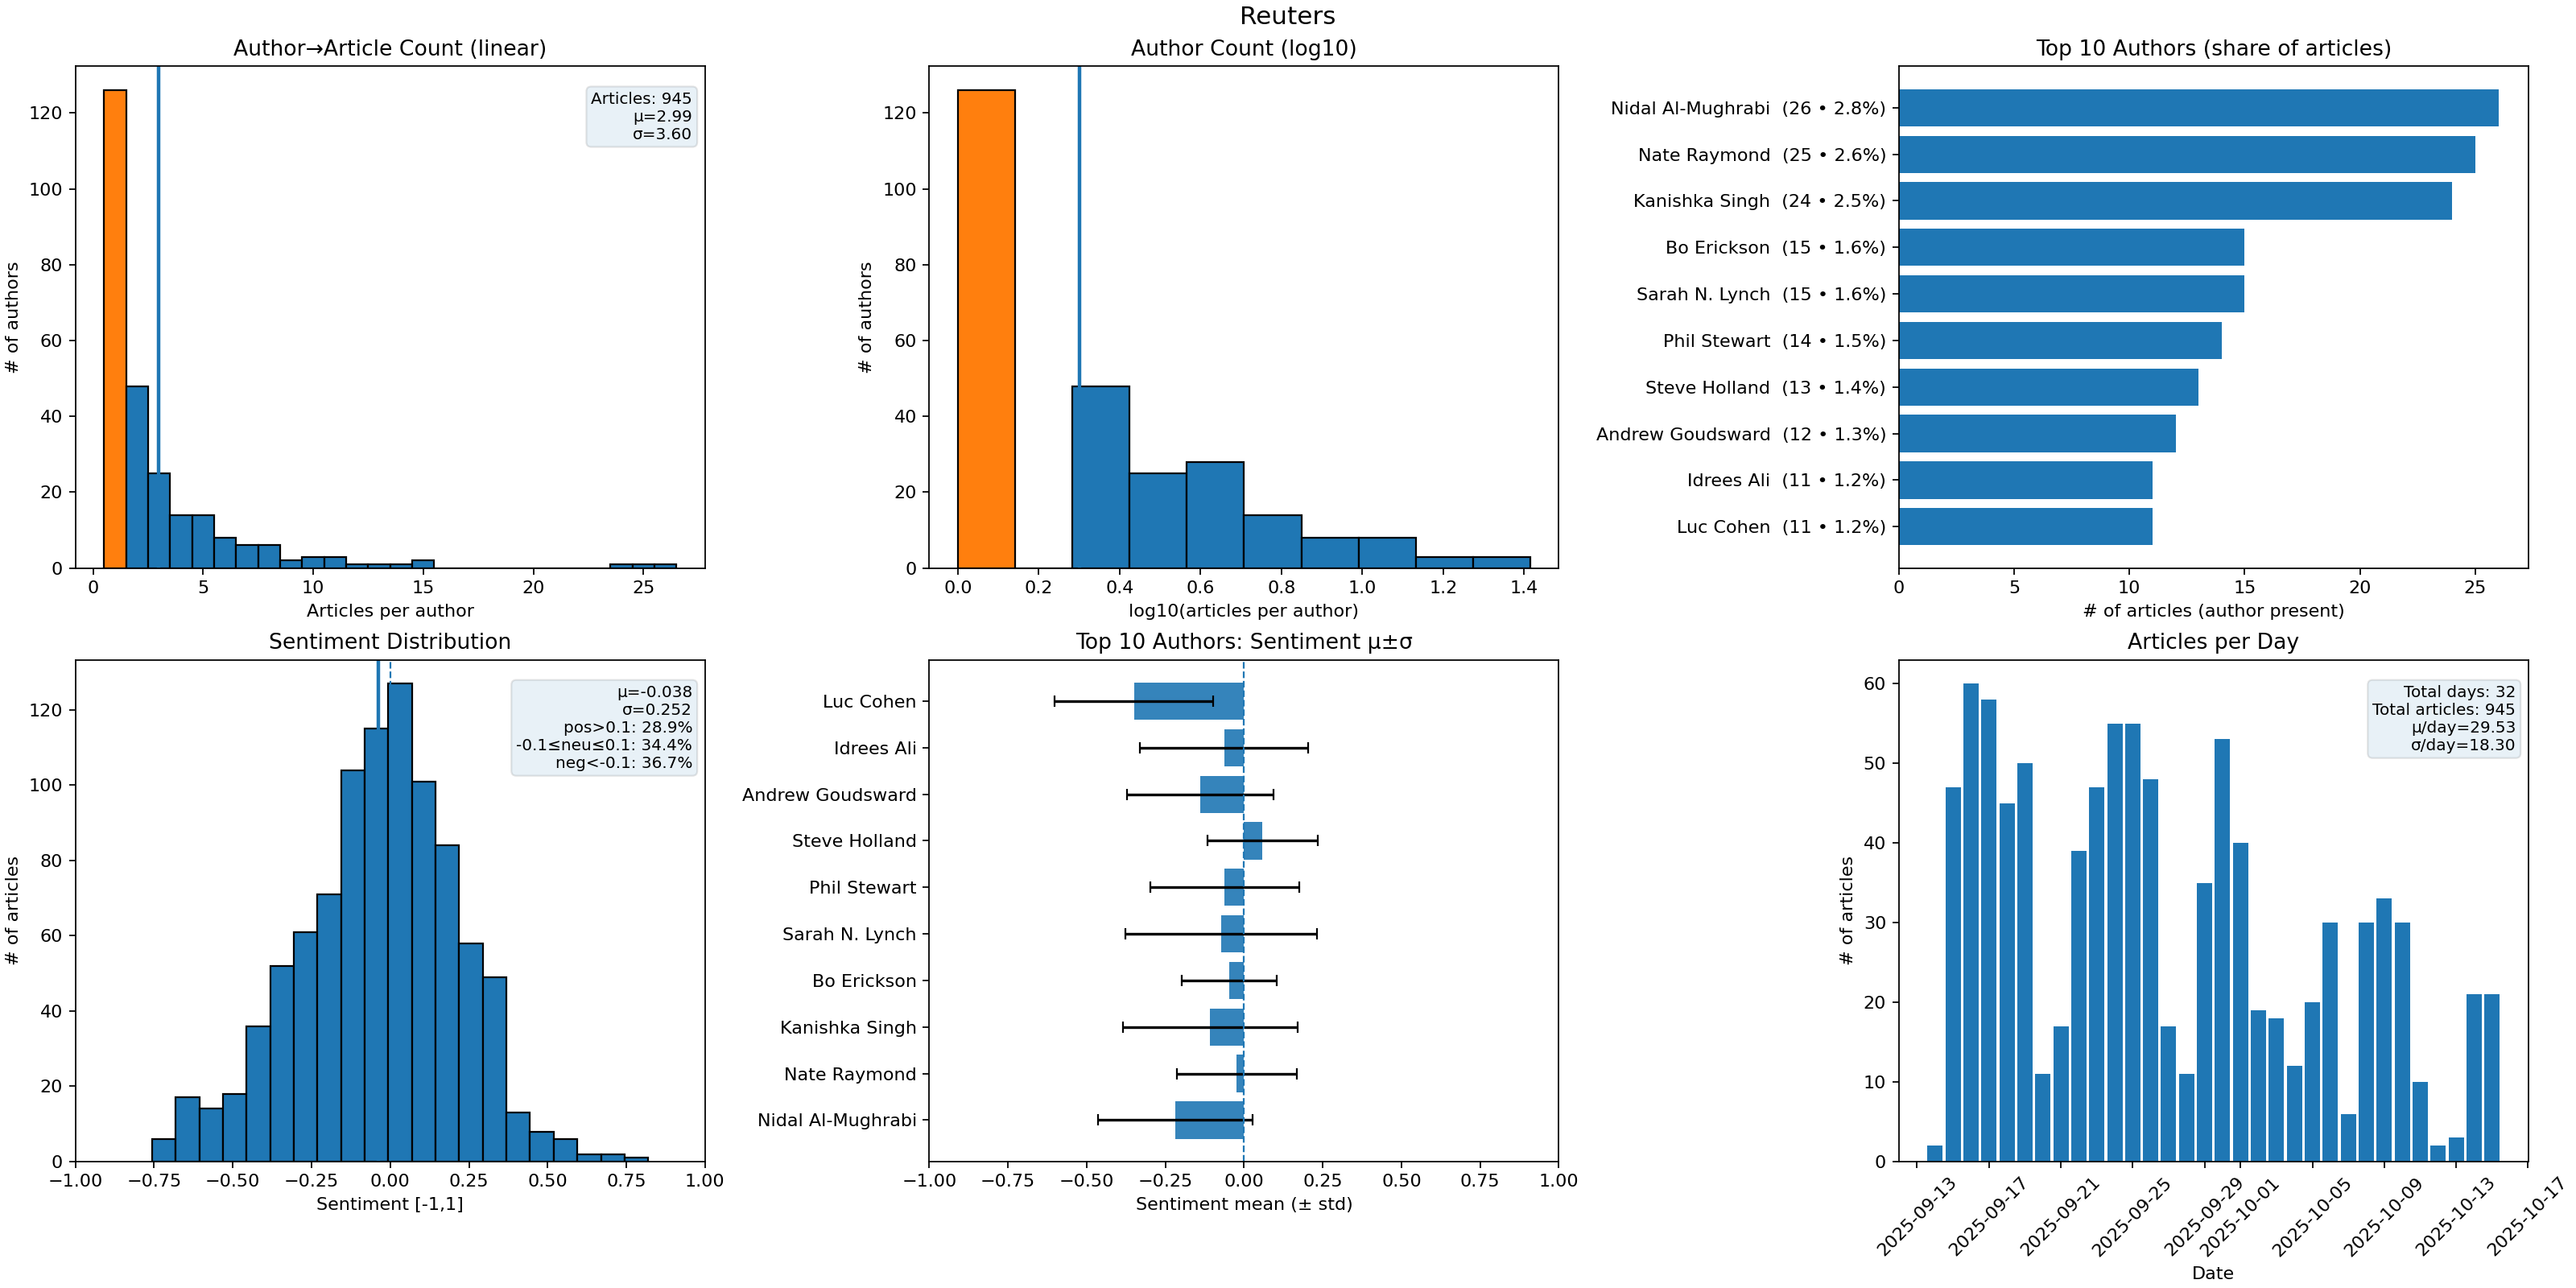 Reuters
Author→Article Count (linear)
Articles: 945
μ=2.99
σ=3.60
# of authors
120
100
80
60
40
20
0
0 5 10 15 20 25
Articles per author
Author Count (log10)
# of authors
120
100
80
60
40
20
0
0.0 0.2 0.4 0.6 0.8 1.0 1.2 1.4
log10(articles per author)
Top 10 Authors (share of articles)
Nidal Al-Mughrabi (26 • 2.8%)
Nate Raymond (25 • 2.6%)
Kanishka Singh (24 • 2.5%)
Bo Erickson (15 • 1.6%)
Sarah N. Lynch (15 • 1.6%)
Phil Stewart (14 • 1.5%)
Steve Holland (13 • 1.4%)
Andrew Goudsward (12 • 1.3%)
Idrees Ali (11 • 1.2%)
Luc Cohen (11 • 1.2%)
0 5 10 15 20 25
# of articles (author present)
Sentiment Distribution
μ=-0.038
σ=0.252
pos>0.1: 28.9%
-0.1≤neu≤0.1: 34.4%
neg<-0.1: 36.7%
# of articles
120
100
80
60
40
20
0
−1.00 −0.75 −0.50 −0.25 0.00 0.25 0.50 0.75 1.00
Sentiment [-1,1]
Top 10 Authors: Sentiment μ±σ
Luc Cohen
Idrees Ali
Andrew Goudsward
Steve Holland
Phil Stewart
Sarah N. Lynch
Bo Erickson
Kanishka Singh
Nate Raymond
Nidal Al-Mughrabi
−1.00 −0.75 −0.50 −0.25 0.00 0.25 0.50 0.75 1.00
Sentiment mean (± std)
Articles per Day
Total days: 32
Total articles: 945
μ/day=29.53
σ/day=18.30
# of articles
60
50
40
30
20
10
0
2025-09-13 2025-09-17 2025-09-21 2025-09-25 2025-09-29 2025-10-01 2025-10-05 2025-10-09 2025-10-13 2025-10-17
Date